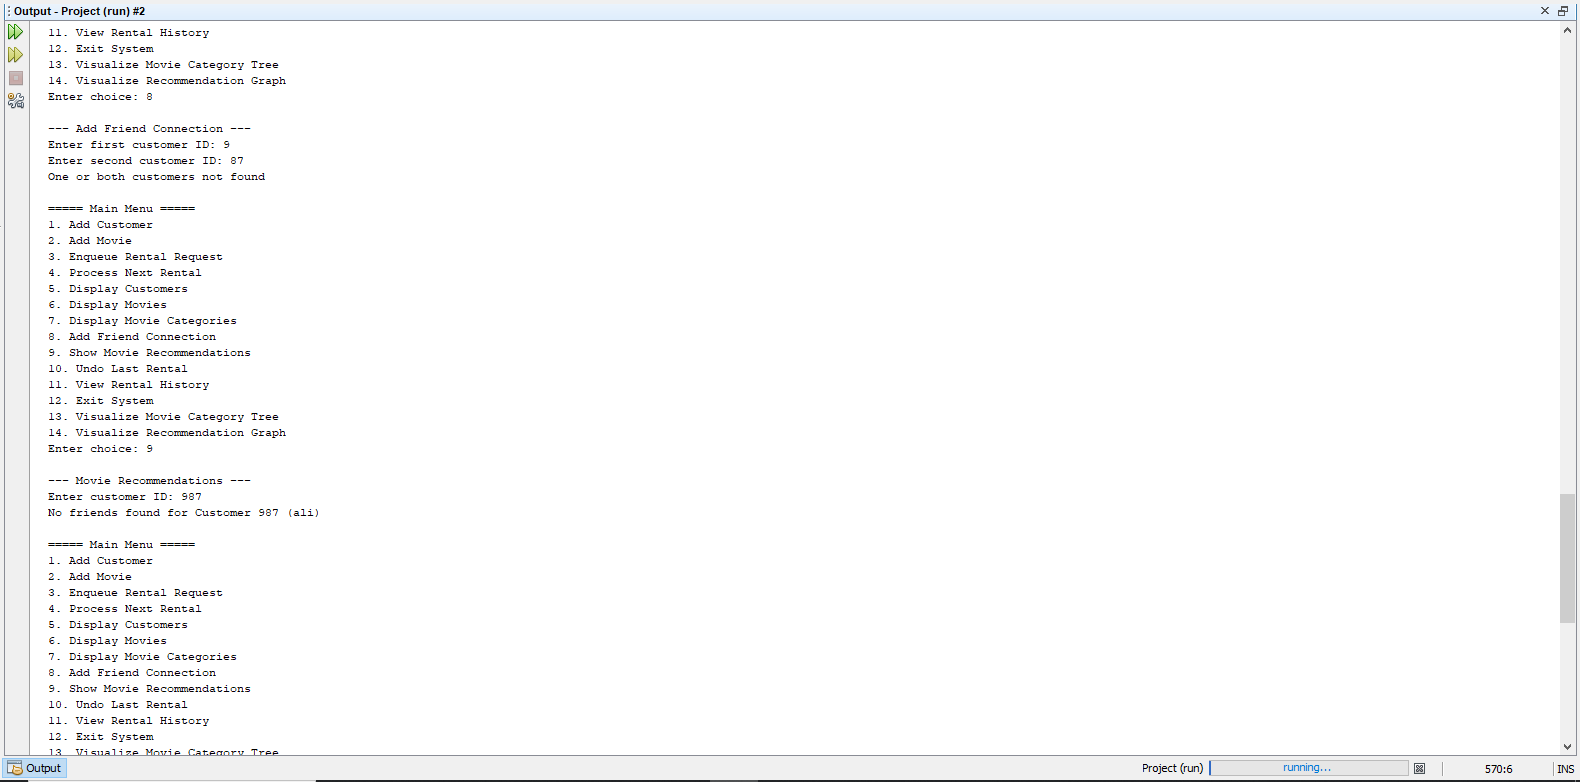 Output - Project (run) #2
11. View Rental History
12. Exit System
13. Visualize Movie Category Tree
14. Visualize Recommendation Graph
Enter choice: 8
--- Add Friend Connection ---
Enter first customer ID: 9
Enter second customer ID: 87
One or both customers not found
===== Main Menu =====
1. Add Customer
2. Add Movie
3. Enqueue Rental Request
4. Process Next Rental
5. Display Customers
6. Display Movies
7. Display Movie Categories
8. Add Friend Connection
9. Show Movie Recommendations
10. Undo Last Rental
11. View Rental History
12. Exit System
13. Visualize Movie Category Tree
14. Visualize Recommendation Graph
Enter choice: 9
--- Movie Recommendations ---
Enter customer ID: 987
No friends found for Customer 987 (ali)
===== Main Menu =====
1. Add Customer
2. Add Movie
3. Enqueue Rental Request
4. Process Next Rental
5. Display Customers
6. Display Movies
7. Display Movie Categories
8. Add Friend Connection
9. Show Movie Recommendations
10. Undo Last Rental
11. View Rental History
12. Exit System
13. Visualize Movie Category Tree
Output Project (run) running... 570:6 INS